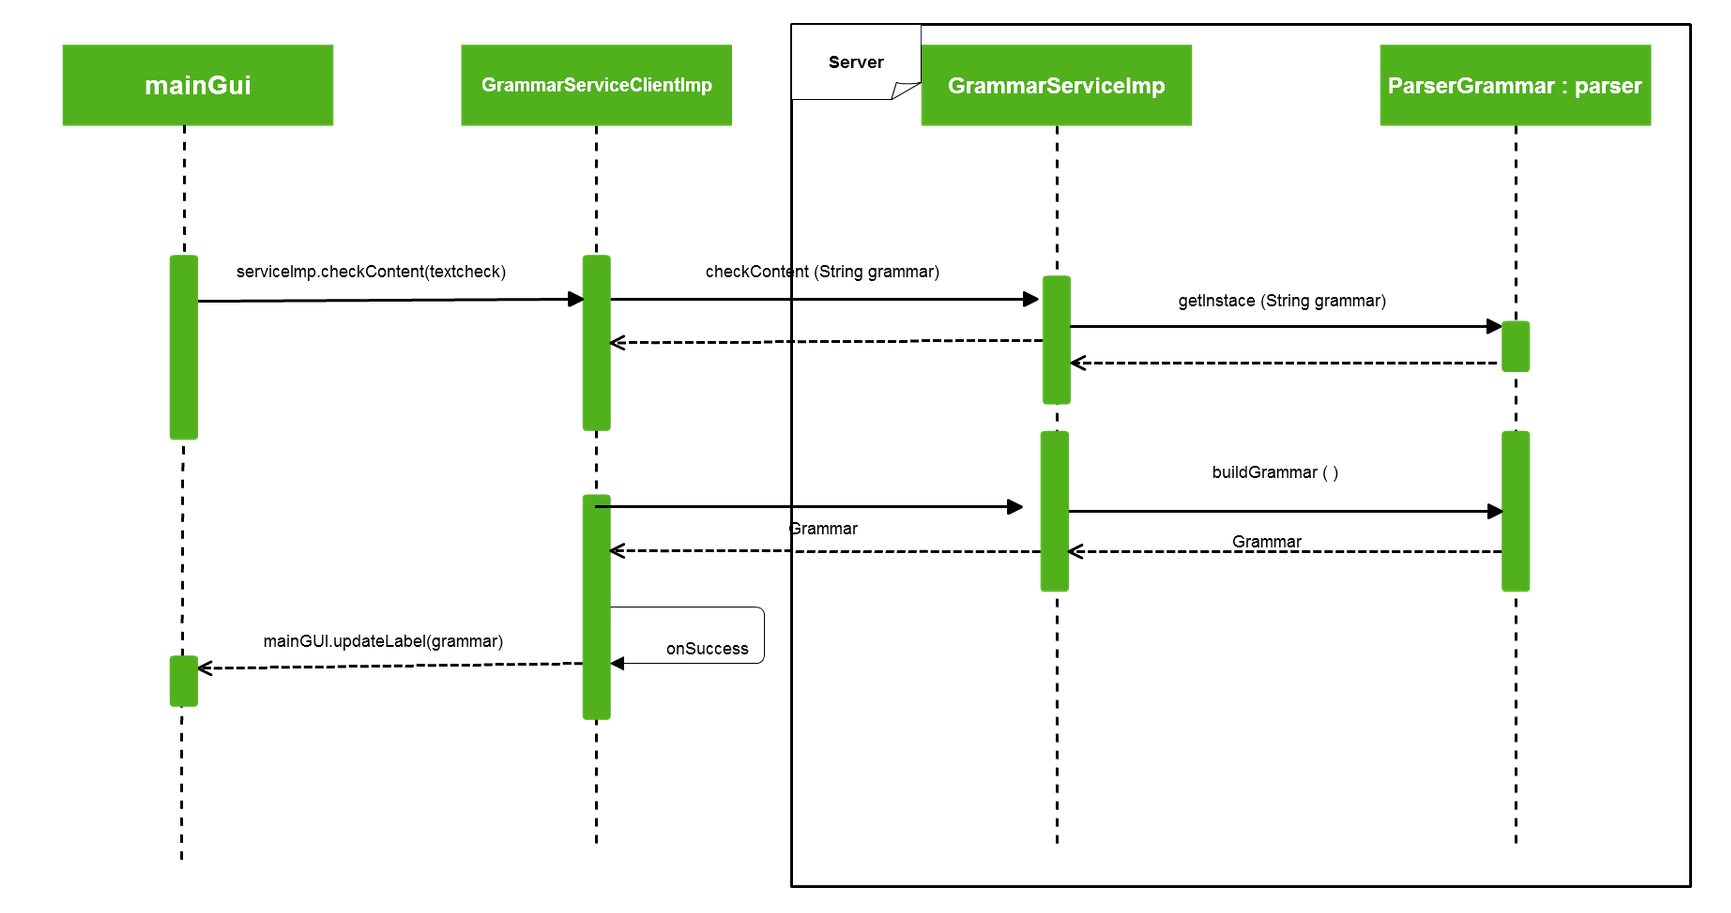 Server
mainGui
GrammarServiceClientImp
GrammarServiceImp
ParserGrammar : parser
serviceImp.checkContent(textcheck)
checkContent (String grammar)
getInstace (String grammar)
buildGrammar ( )
Grammar
Grammar
mainGUI.updateLabel(grammar)
onSuccess